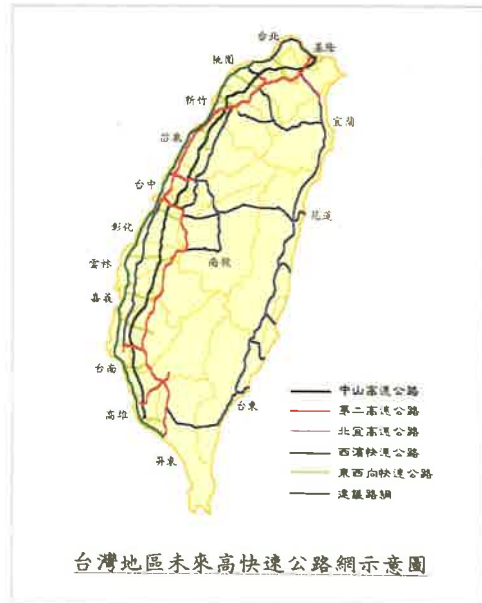 台北
基隆
桃園
新竹
宜蘭
苗栗
台中
花蓮
彰化
南投
雲林
嘉義
台南
台東
高雄
屏東
中山高速公路
第二高速公路
北宜高速公路
西濱快速公路
東西向快速公路
建議路網
台灣地區未來高快速公路網示意圖